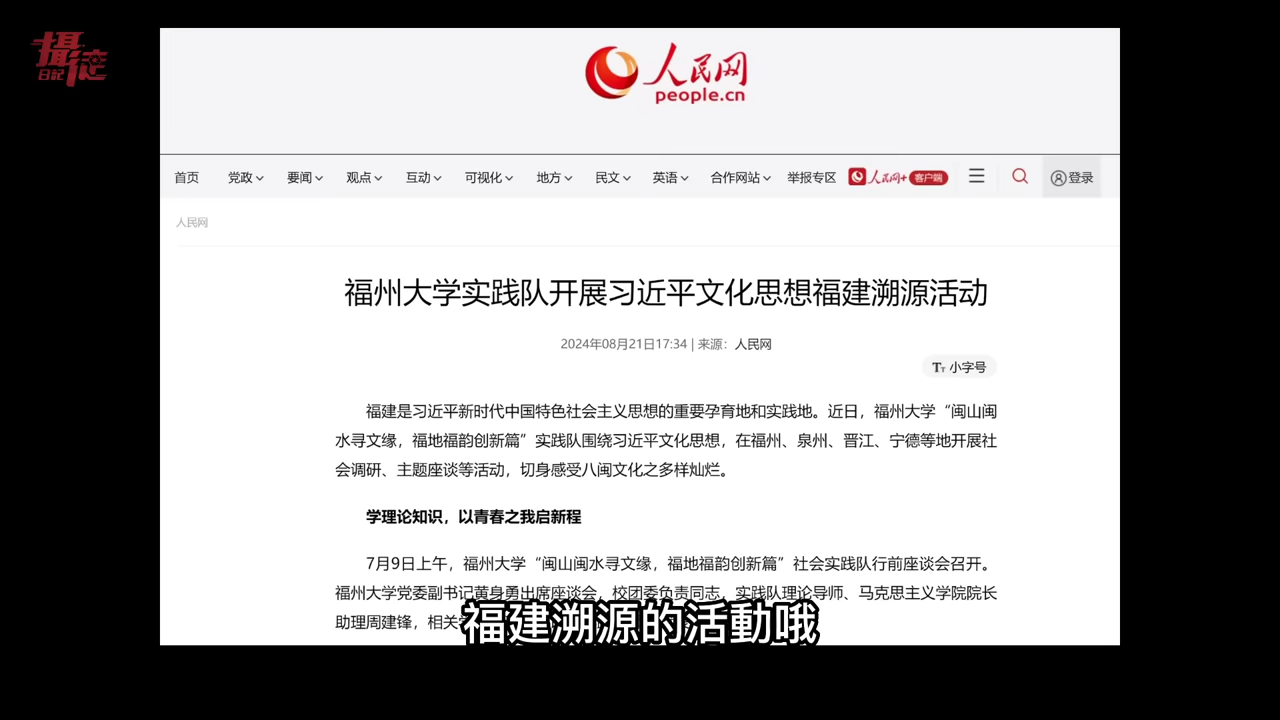 攝徒
日記
人民网
people.cn
首页 党政 要闻 观点 互动 可视化 地方 民文 英语 合作网站 举报专区 人民网+ 客户端 登录
人民网
福州大学实践队开展习近平文化思想福建溯源活动
2024年08月21日17:34 | 来源：人民网
TT 小字号
福建是习近平新时代中国特色社会主义思想的重要孕育地和实践地。近日，福州大学“闽山闽
水寻文缘，福地福韵创新篇”实践队围绕习近平文化思想，在福州、泉州、晋江、宁德等地开展社
会调研、主题座谈等活动，切身感受八闽文化之多样灿烂。
学理论知识，以青春之我启新程
7月9日上午，福州大学“闽山闽水寻文缘，福地福韵创新篇”社会实践队行前座谈会召开。
福州大学党委副书记黄身勇出席座谈会，校团委负责同志，实践队理论导师、马克思主义学院院长
助理周建锋，相关
福建溯源的活動哦